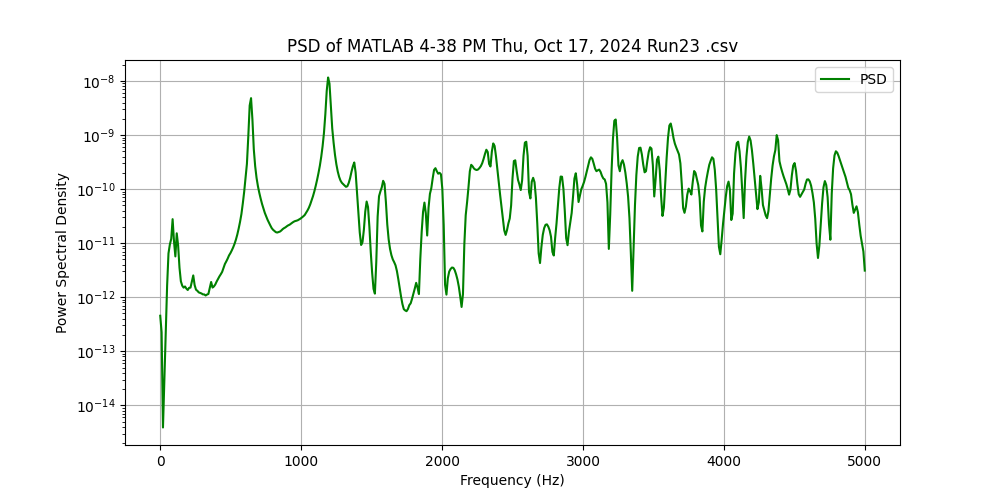 PSD of MATLAB 4-38 PM Thu, Oct 17, 2024 Run23 .csv
PSD
Power Spectral Density
10⁻⁸
10⁻⁹
10⁻¹⁰
10⁻¹¹
10⁻¹²
10⁻¹³
10⁻¹⁴
0 1000 2000 3000 4000 5000
Frequency (Hz)